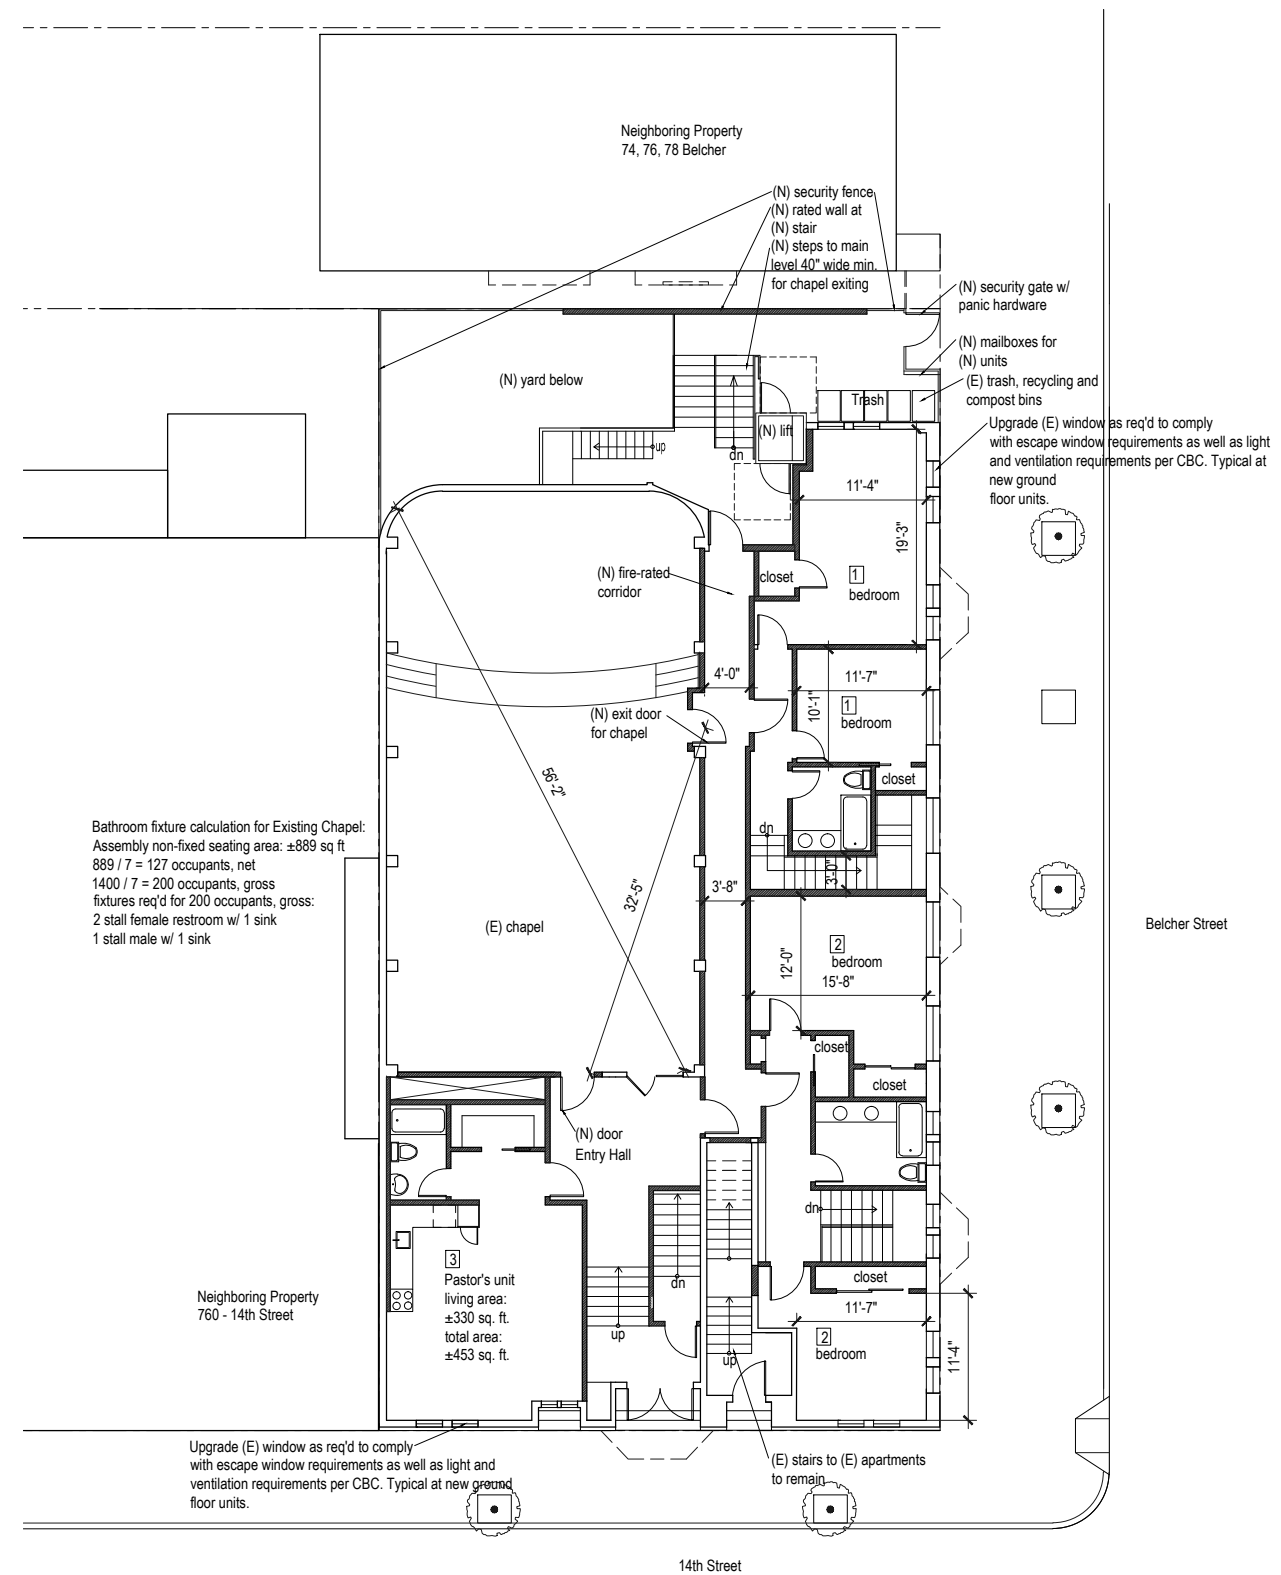 Neighboring Property
74, 76, 78 Belcher
(N) security fence
(N) rated wall at
(N) stair
(N) steps to main
level 40" wide min.
for chapel exiting
(N) security gate w/
panic hardware
(N) mailboxes for
(N) units
(E) trash, recycling and
compost bins
(N) yard below
Trash
Upgrade (E) window as req'd to comply
with escape window requirements as well as light
and ventilation requirements per CBC. Typical at
new ground
floor units.
(N) lift
up
dn
11'-4"
19'-3"
(N) fire-rated
corridor
closet
1
bedroom
4'-0"
11'-7"
10'-1"
1
bedroom
(N) exit door
for chapel
56'-2"
closet
Bathroom fixture calculation for Existing Chapel:
Assembly non-fixed seating area: ±889 sq ft
889 / 7 = 127 occupants, net
1400 / 7 = 200 occupants, gross
fixtures req'd for 200 occupants, gross:
2 stall female restroom w/ 1 sink
1 stall male w/ 1 sink
dn
3'-0"
32'-5"
3'-8"
(E) chapel
Belcher Street
2
bedroom
12'-0"
15'-8"
closet
closet
(N) door
Entry Hall
dn
3
Pastor's unit
living area:
±330 sq. ft.
total area:
±453 sq. ft.
dn
closet
11'-7"
Neighboring Property
760 - 14th Street
up
up
2
bedroom
11'-4"
Upgrade (E) window as req'd to comply
with escape window requirements as well as light and
ventilation requirements per CBC. Typical at new ground
floor units.
(E) stairs to (E) apartments
to remain
14th Street